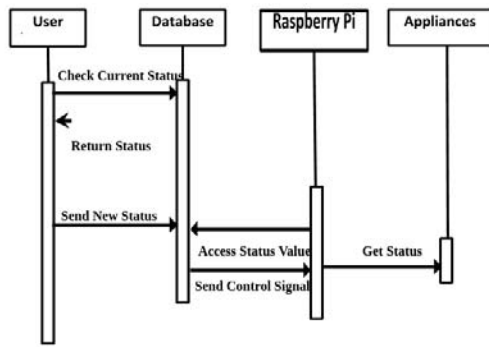 User
Database
Raspberry Pi
Appliances
Check Current Status
Return Status
Send New Status
Access Status Value
Get Status
Send Control Signal